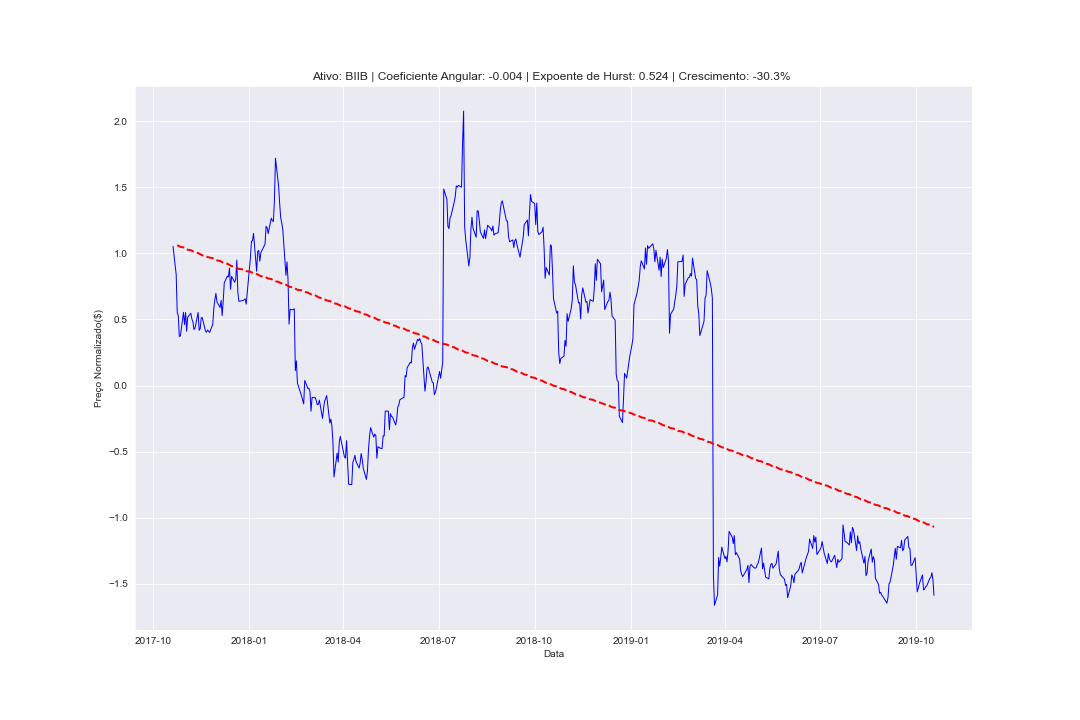 Ativo: BIIB | Coeficiente Angular: -0.004 | Expoente de Hurst: 0.524 | Crescimento: -30.3%
2.0
1.5
1.0
0.5
0.0
−0.5
−1.0
−1.5
Preço Normalizado($)
2017-10 2018-01 2018-04 2018-07 2018-10 2019-01 2019-04 2019-07 2019-10
Data